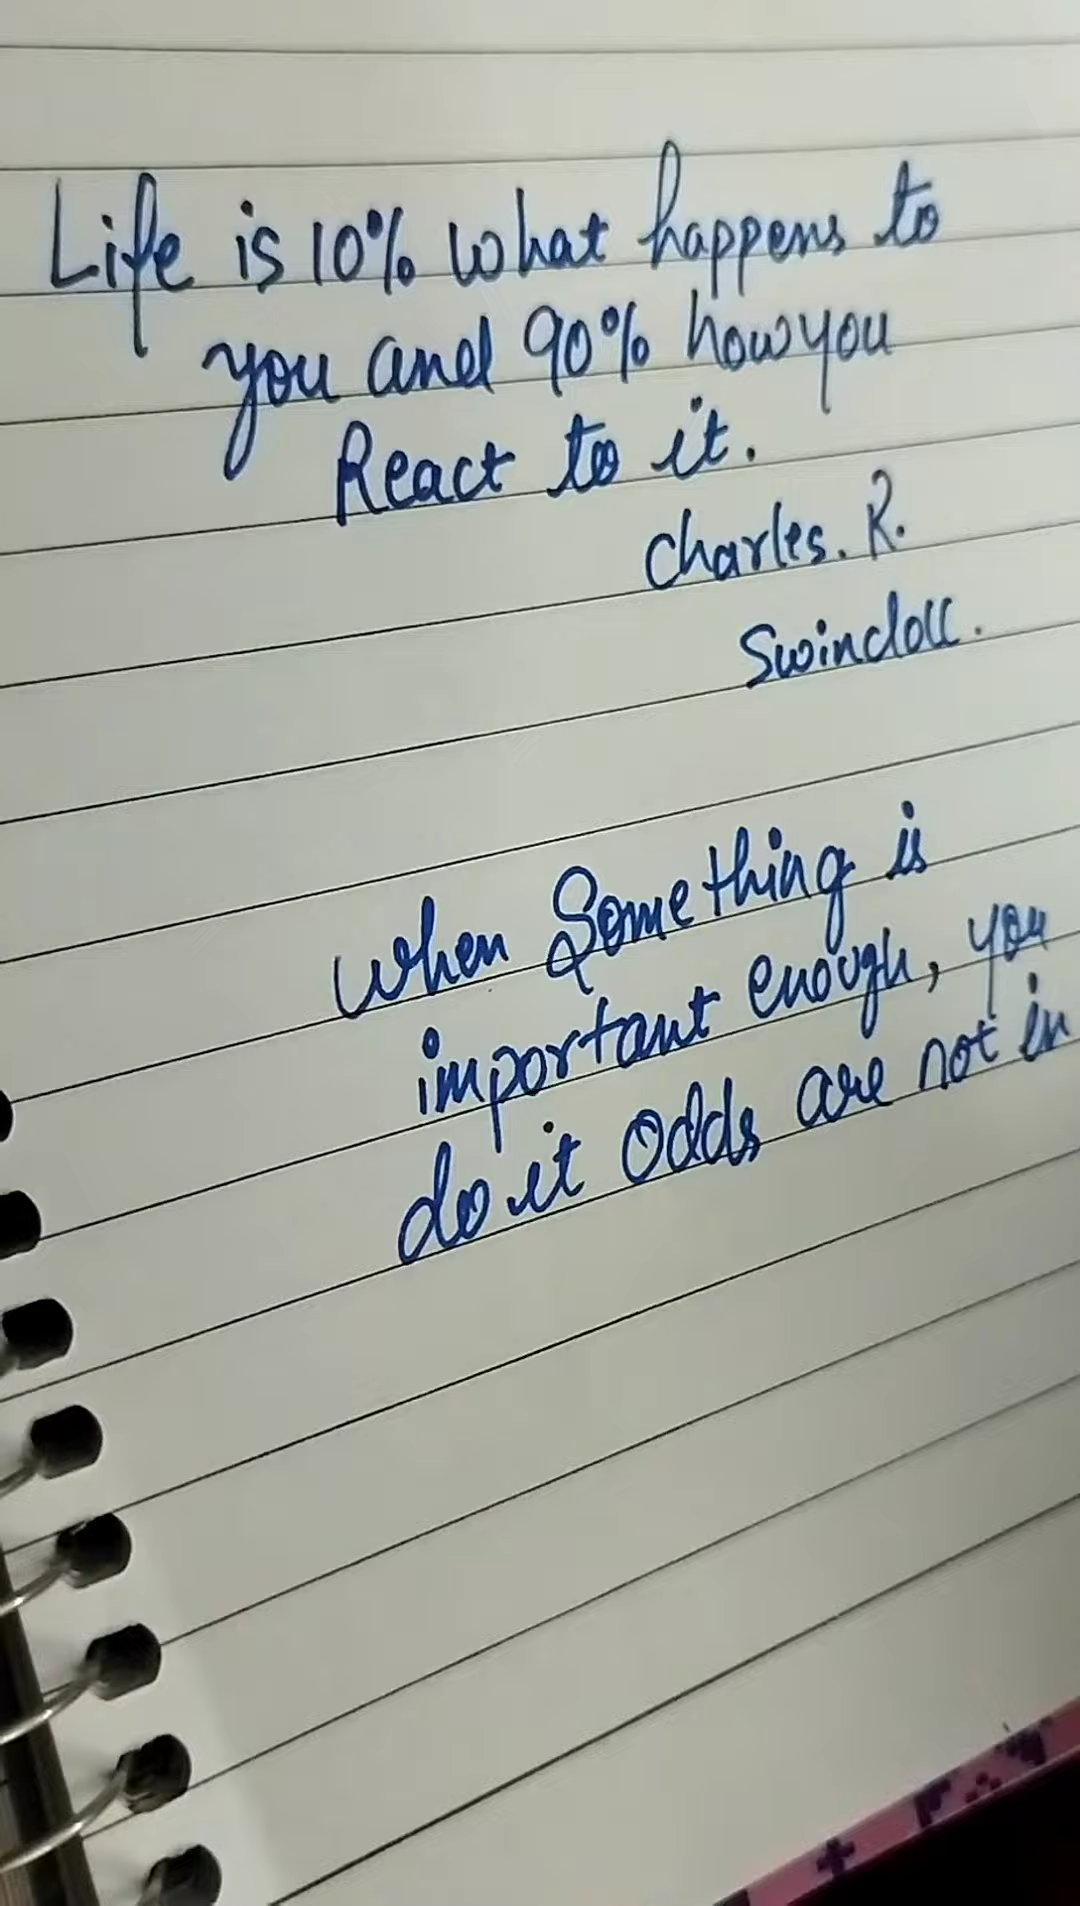 Life is 10% what happens to
you and 90% how you
React to it.
Charles. R.
Swindoll.
when Something is
important enough, you
do it odds are not in